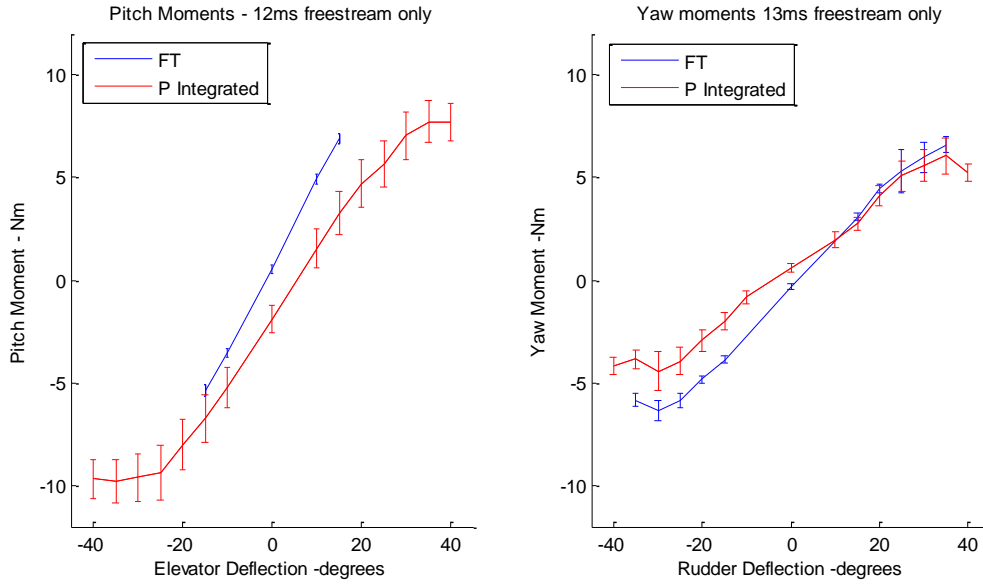 Pitch Moments - 12ms freestream only
FT
P Integrated
10
5
0
-5
-10
Pitch Moment - Nm
-40 -20 0 20 40
Elevator Deflection -degrees
Yaw moments 13ms freestream only
FT
P Integrated
10
5
0
-5
-10
Yaw Moment -Nm
-40 -20 0 20 40
Rudder Deflection -degrees